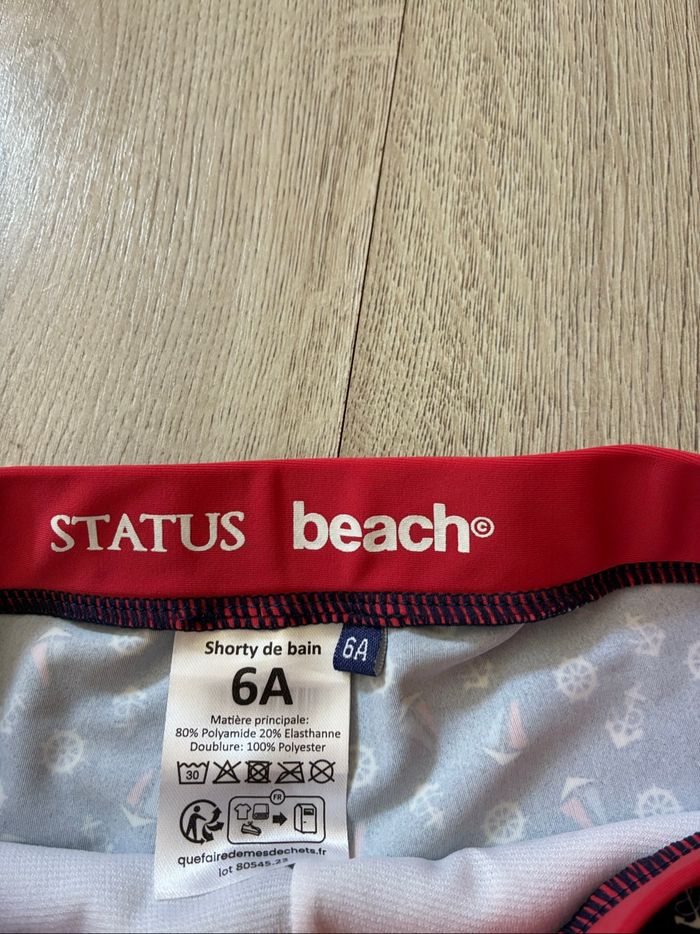 STATUS beach©
Shorty de bain
6A
6A
Matière principale:
80% Polyamide 20% Elasthanne
Doublure: 100% Polyester
30
FR
quefairedemesdechets.fr
lot 80545.23